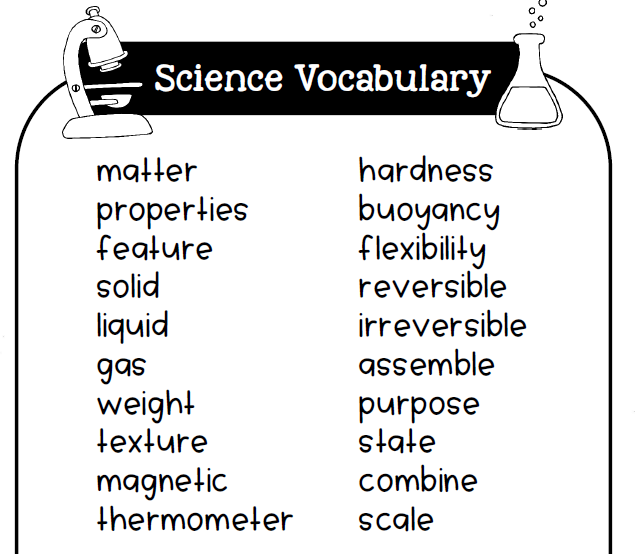 Science Vocabulary
matter
properties
feature
solid
liquid
gas
weight
texture
magnetic
thermometer
hardness
buoyancy
flexibility
reversible
irreversible
assemble
purpose
state
combine
scale